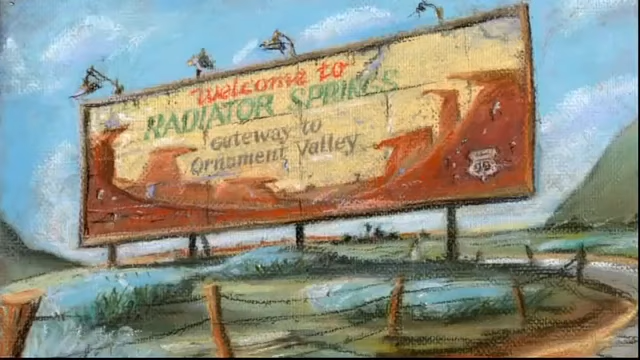 Welcome to
RADIATOR SPRINGS
Gateway to
Ornament Valley